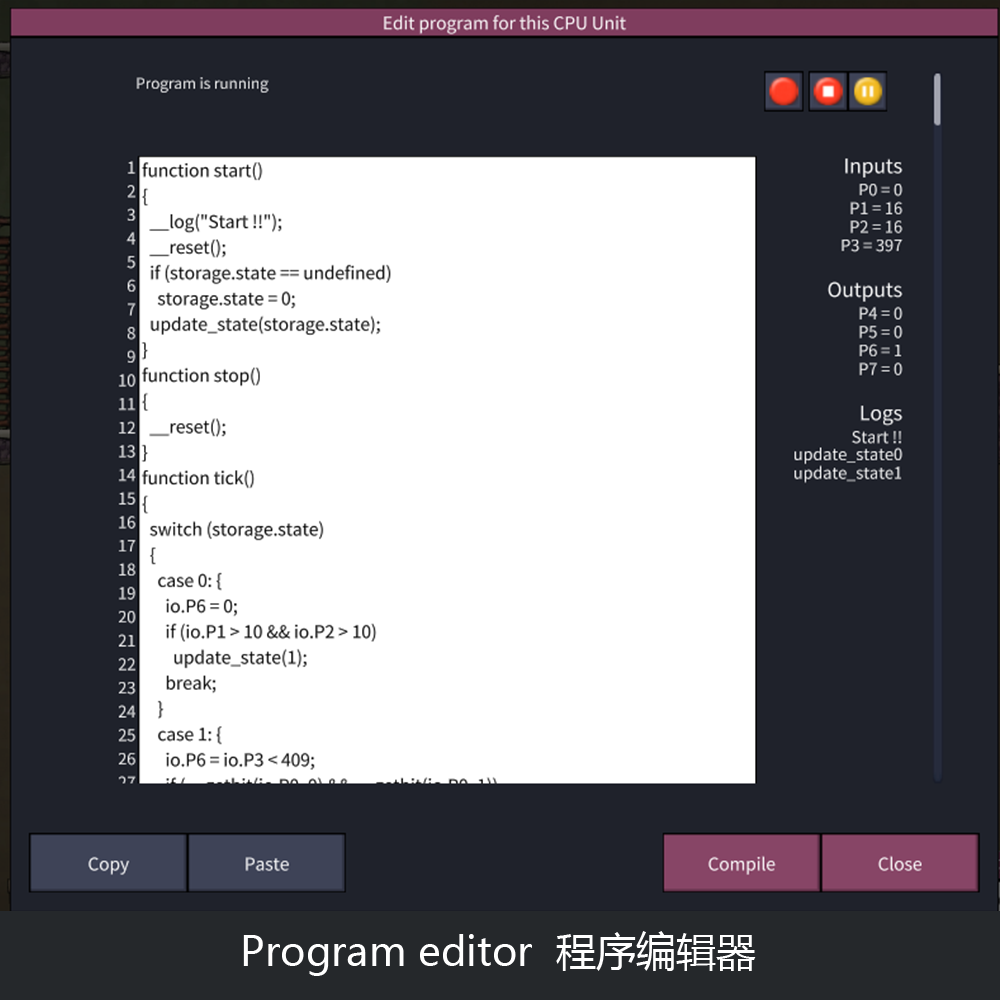 Edit program for this CPU Unit
Program is running
1 function start()
2 {
3 __log("Start !!");
4 __reset();
5 if (storage.state == undefined)
6 storage.state = 0;
7 update_state(storage.state);
8 }
9 function stop()
10 {
11 __reset();
12 }
13 function tick()
14 {
15 switch (storage.state)
16 {
17 case 0: {
18 io.P6 = 0;
19 if (io.P1 > 10 && io.P2 > 10)
20 update_state(1);
21 break;
22 }
23 case 1: {
24 io.P6 = io.P3 < 409;
25
26
27
Inputs
P0 = 0
P1 = 16
P2 = 16
P3 = 397
Outputs
P4 = 0
P5 = 0
P6 = 1
P7 = 0
Logs
Start !!
update_state0
update_state1
Copy
Paste
Compile
Close
Program editor 程序编辑器